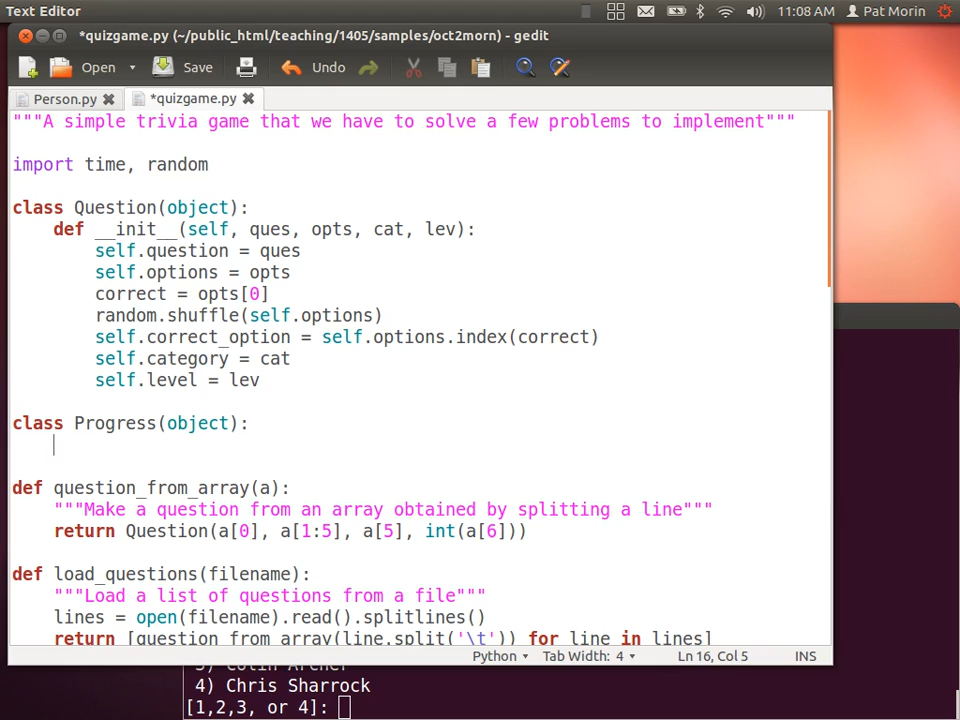 Text Editor 11:08 AM Pat Morin
*quizgame.py (~/public_html/teaching/1405/samples/oct2morn) - gedit
Open Save Undo
Person.py *quizgame.py
"""A simple trivia game that we have to solve a few problems to implement"""
import time, random
class Question(object):
def __init__(self, ques, opts, cat, lev):
self.question = ques
self.options = opts
correct = opts[0]
random.shuffle(self.options)
self.correct_option = self.options.index(correct)
self.category = cat
self.level = lev
class Progress(object):
def question_from_array(a):
"""Make a question from an array obtained by splitting a line"""
return Question(a[0], a[1:5], a[5], int(a[6]))
def load_questions(filename):
"""Load a list of questions from a file"""
lines = open(filename).read().splitlines()
return [question_from_array(line.split('\t')) for line in lines]
Python Tab Width: 4 Ln 16, Col 5 INS
3) Colin Archer
4) Chris Sharrock
[1,2,3, or 4]: